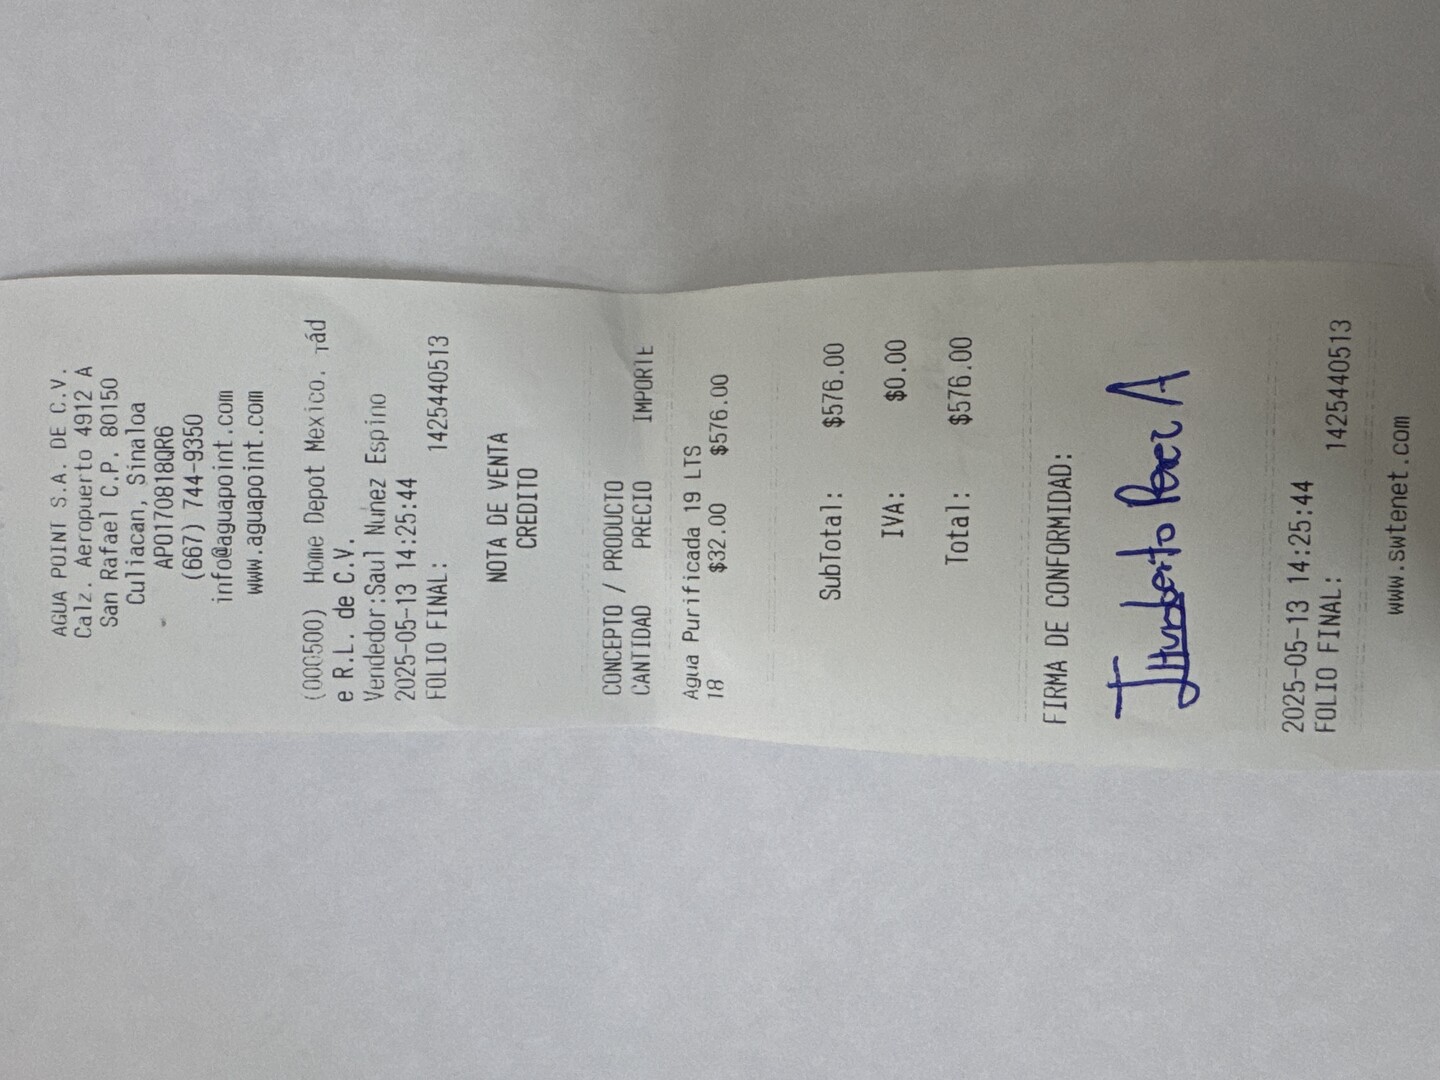 AGUA POINT S.A. DE C.V.
Calz. Aeropuerto 4912 A
San Rafael C.P. 80150
Culiacan, Sinaloa
APO170818QR6
(667) 744-9350
info@aguapoint.com
www.aguapoint.com
(000500) Home Depot Mexico.
e R.L. de C.V.
Vendedor:Saul Nunez Espino
2025-05-13 14:25:44
FOLIO FINAL: 1425440513
NOTA DE VENTA
CREDITO
CONCEPTO / PRODUCTO
CANTIDAD PRECIO IMPORTE
Agua Purificada 19 LTS
18 $32.00 $576.00
SubTotal: $576.00
IVA: $0.00
Total: $576.00
FIRMA DE CONFORMIDAD:
Humberto Perez A
2025-05-13 14:25:44
FOLIO FINAL: 1425440513
www.swtenet.com